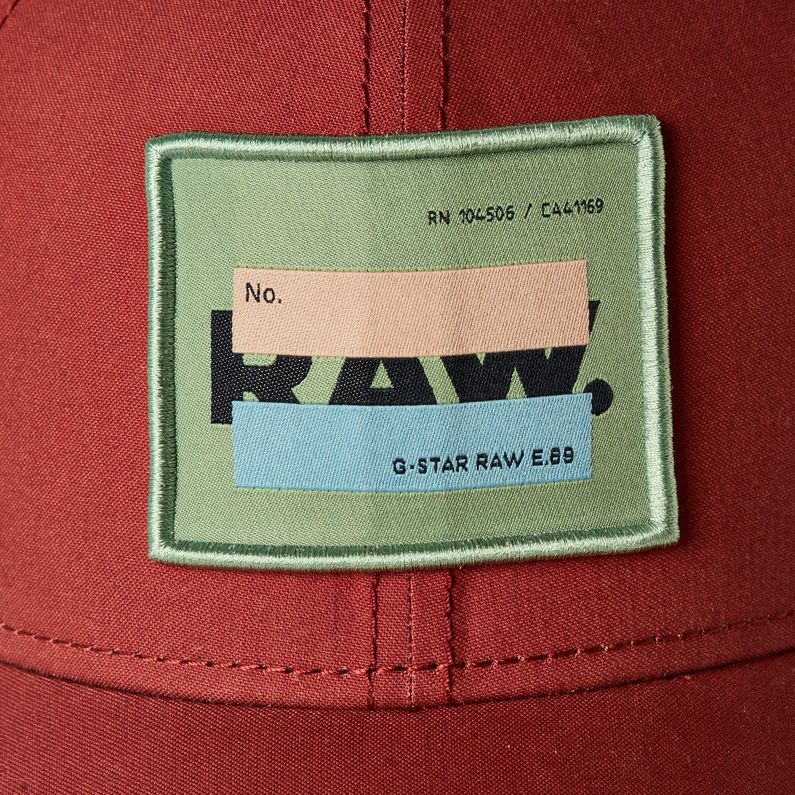 RN 104506 / CA41169
No.
RAW.
G-STAR RAW E.89